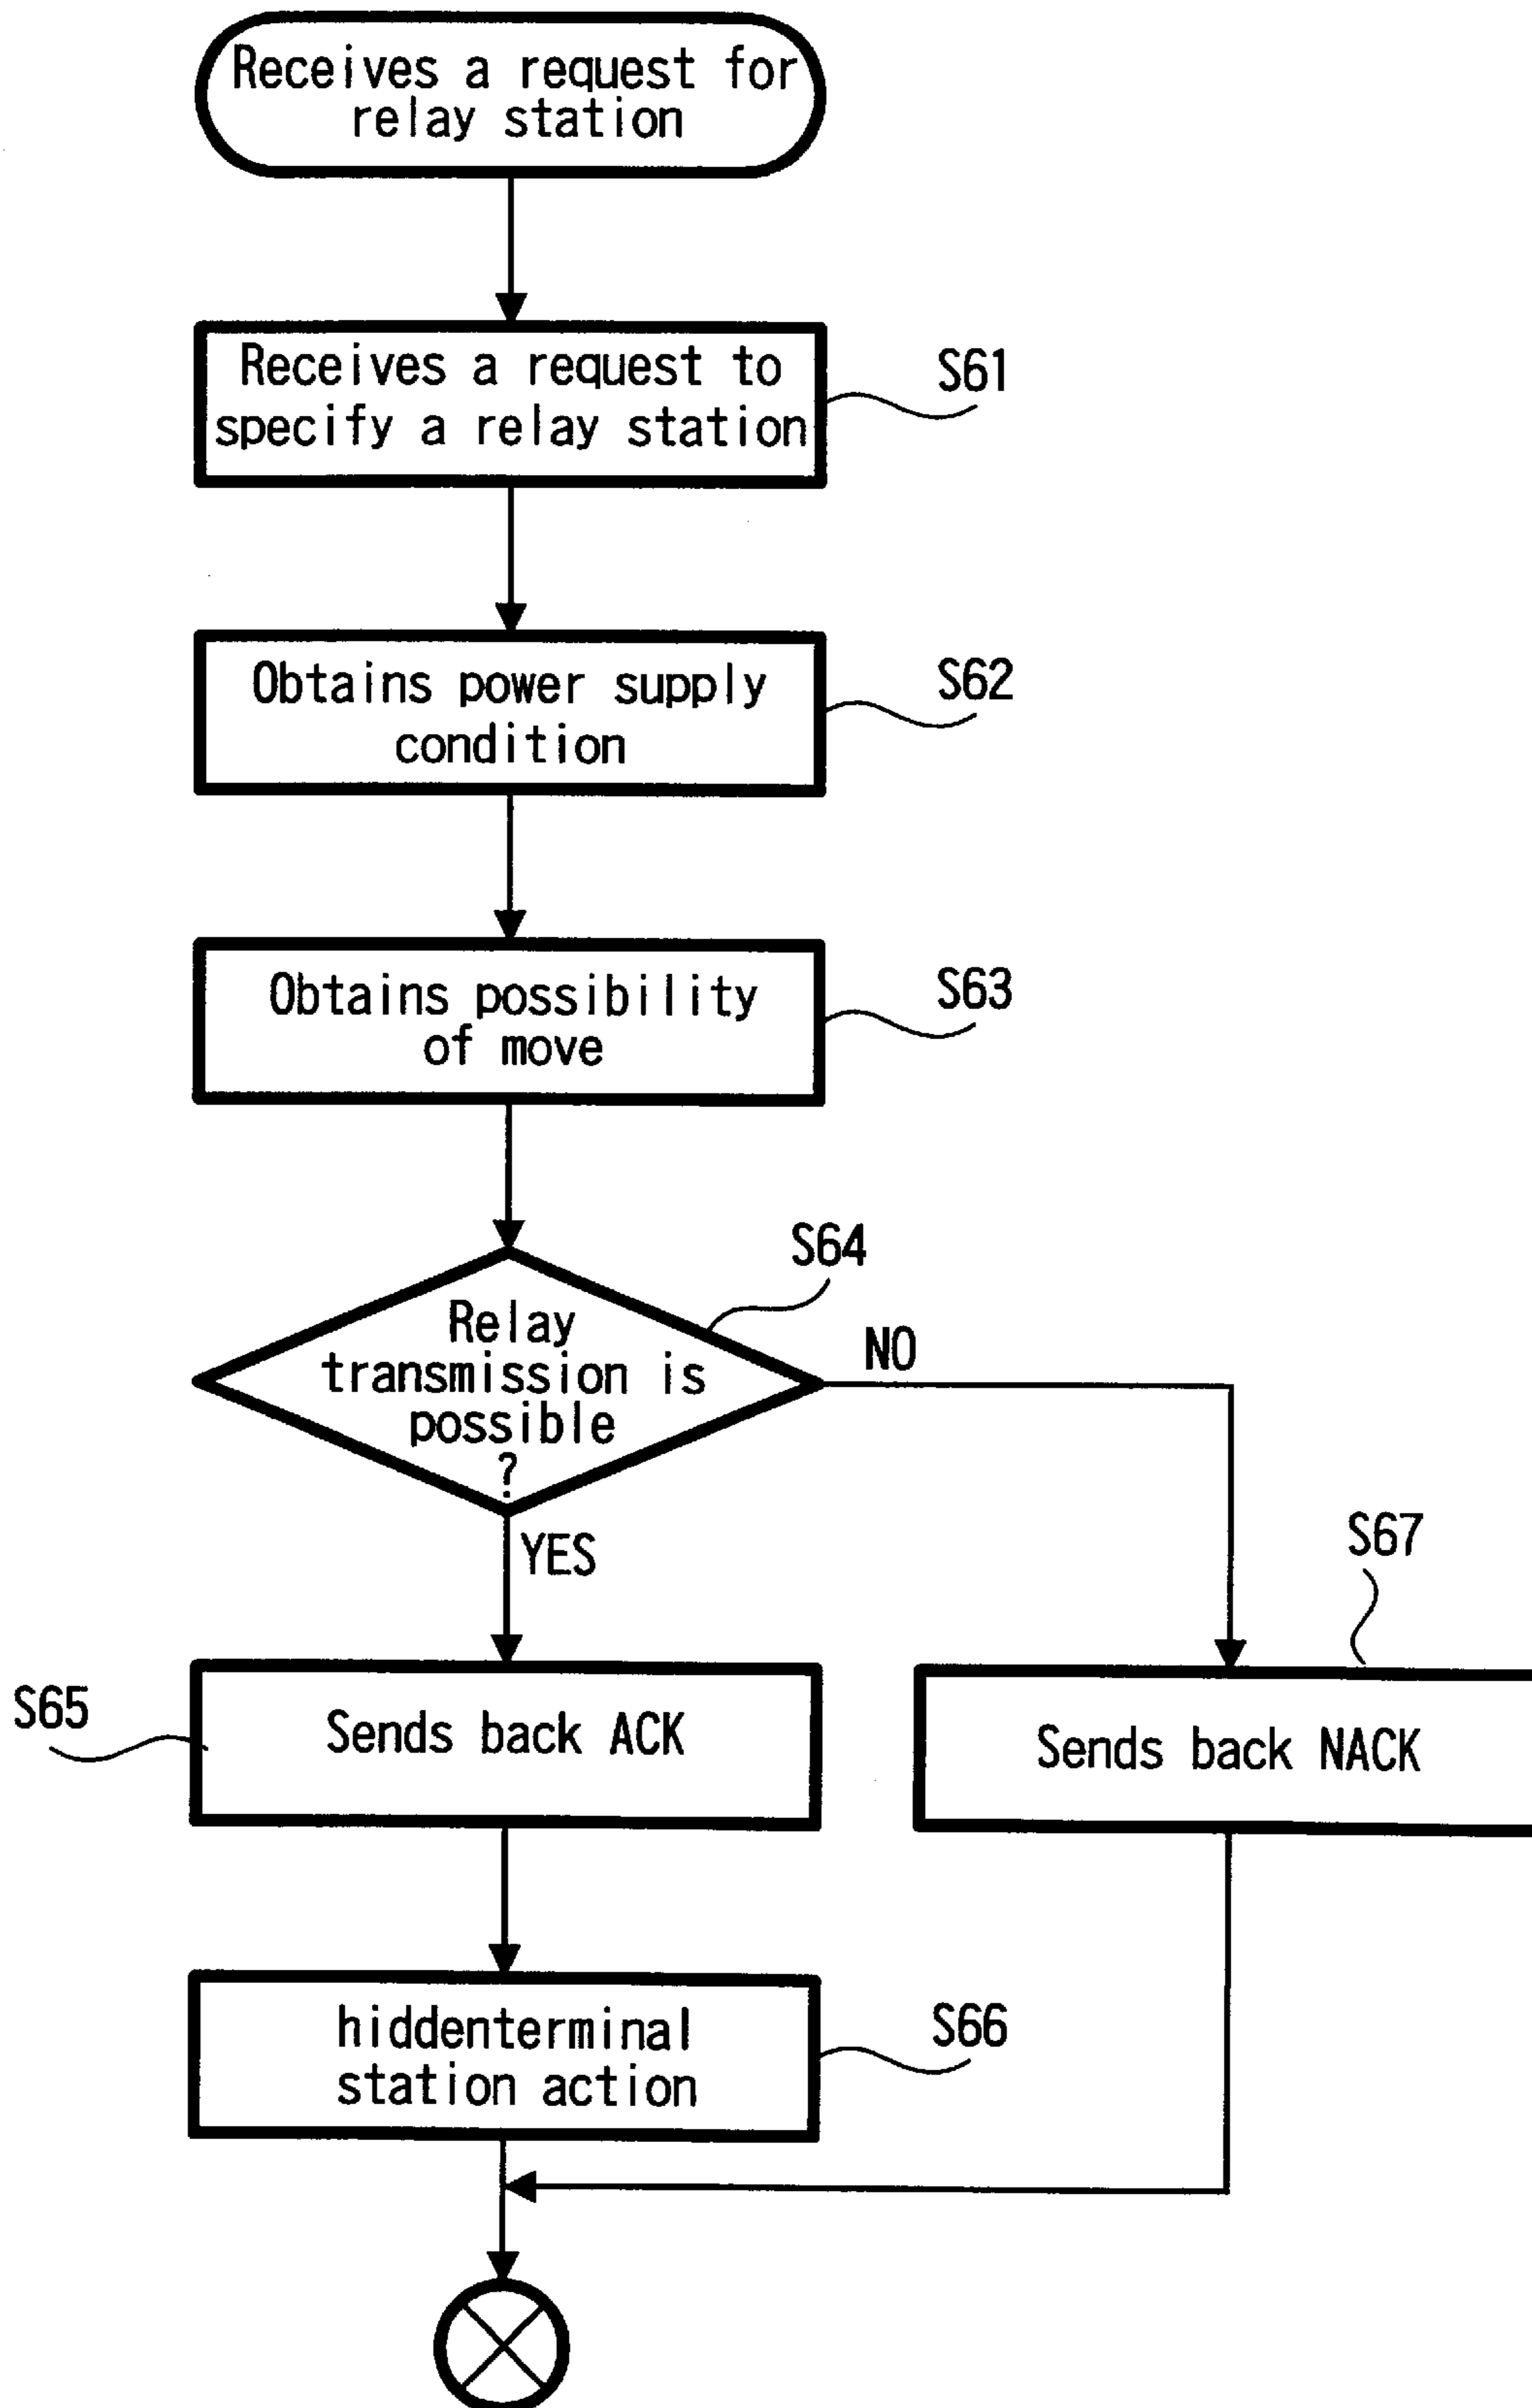 Receives a request for
relay station
Receives a request to
specify a relay station
S61
Obtains power supply
condition
S62
Obtains possibility
of move
S63
S64
Relay
transmission is
possible
?
NO
YES
S67
S65
Sends back ACK
Sends back NACK
hiddenterminal
station action
S66